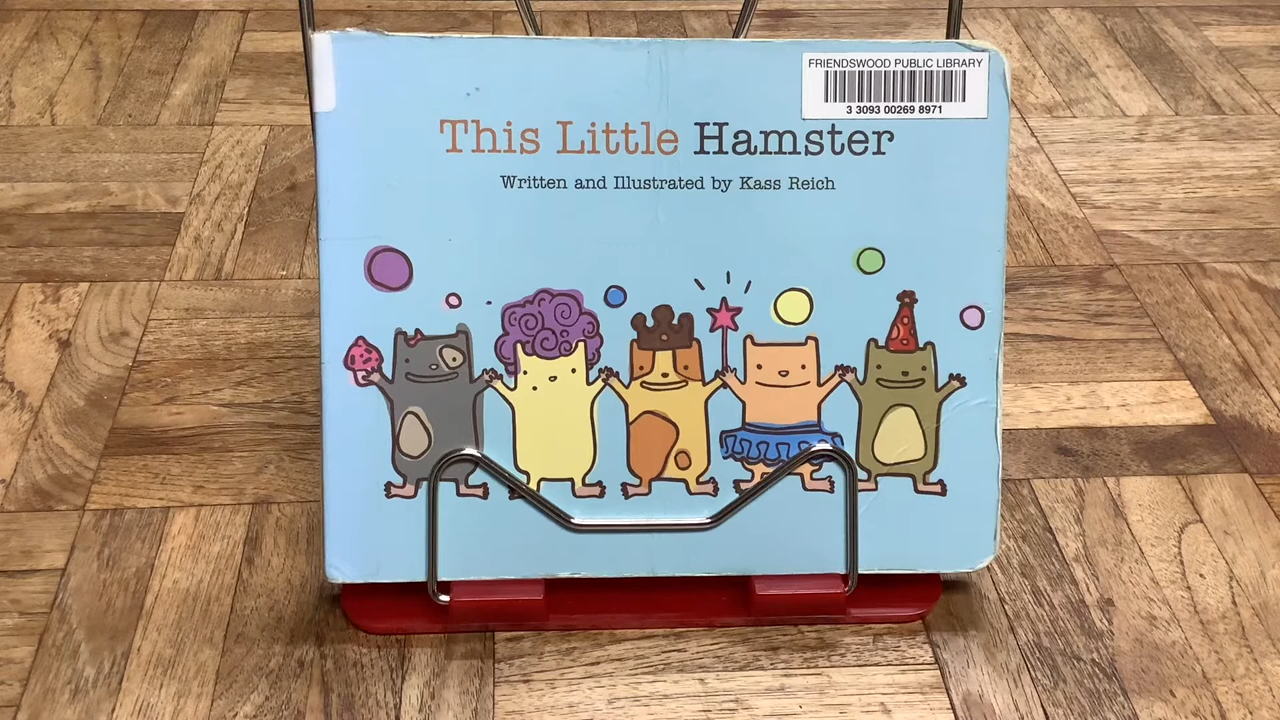 FRIENDSWOOD PUBLIC LIBRARY
3 3093 00269 8971
This Little Hamster
Written and Illustrated by Kass Reich